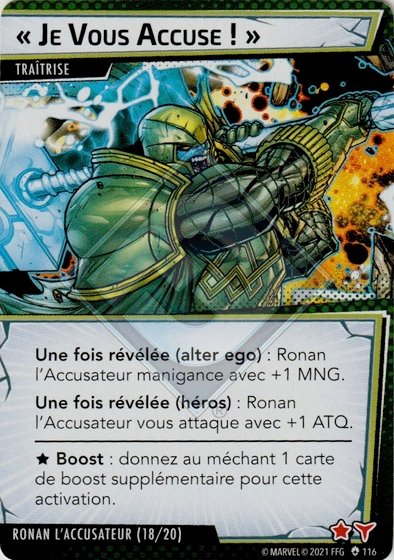 « Je Vous Accuse ! »
TRAÎTRISE
Une fois révélée (alter ego) : Ronan
l'Accusateur manigance avec +1 MNG.
Une fois révélée (héros) : Ronan
l'Accusateur vous attaque avec +1 ATQ.
★ Boost : donnez au méchant 1 carte
de boost supplémentaire pour cette
activation.
RONAN L'ACCUSATEUR (18/20)
© MARVEL © 2021 FFG 116